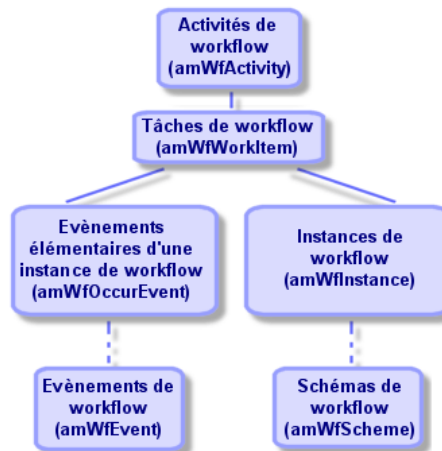 Activités de
workflow
(amWfActivity)
Tâches de workflow
(amWfWorkItem)
Evènements
élémentaires d'une
instance de workflow
(amWfOccurEvent)
Instances de
workflow
(amWfInstance)
Evènements de
workflow
(amWfEvent)
Schémas de
workflow
(amWfScheme)